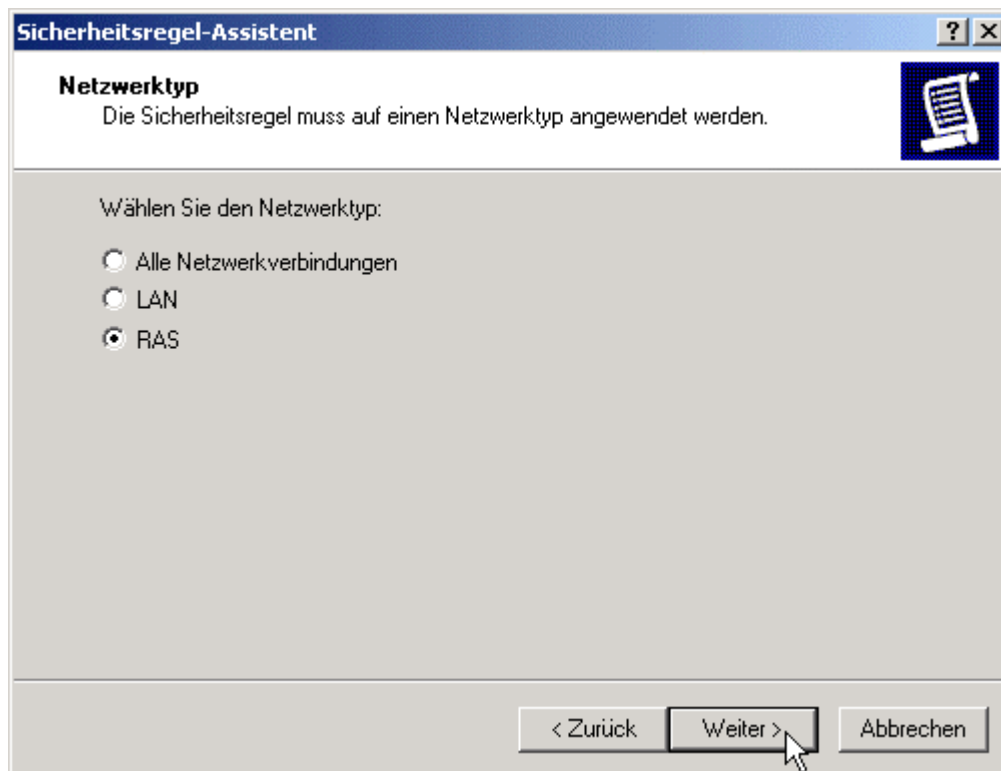 Sicherheitsregel-Assistent
Netzwerktyp
Die Sicherheitsregel muss auf einen Netzwerktyp angewendet werden.
Wählen Sie den Netzwerktyp:
Alle Netzwerkverbindungen
LAN
RAS
< Zurück Weiter > Abbrechen